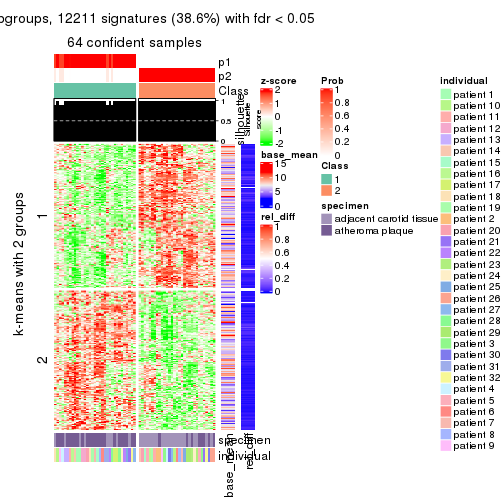 ogroups, 12211 signatures (38.6%) with fdr < 0.05
64 confident samples
p1
p2
Class
1
0.5
0
silhouette
Silhouette
score
k-means with 2 groups
1
2
specimen
individual
base_mean
rel_diff
z-score
2
1
0
-1
-2
base_mean
15
10
5
0
rel_diff
1
0.8
0.6
0.4
0.2
0
Prob
1
0.8
0.6
0.4
0.2
0
Class
1
2
specimen
adjacent carotid tissue
atheroma plaque
individual
patient 1
patient 10
patient 11
patient 12
patient 13
patient 14
patient 15
patient 16
patient 17
patient 18
patient 19
patient 2
patient 20
patient 21
patient 22
patient 23
patient 24
patient 25
patient 26
patient 27
patient 28
patient 29
patient 3
patient 30
patient 31
patient 32
patient 4
patient 5
patient 6
patient 7
patient 8
patient 9